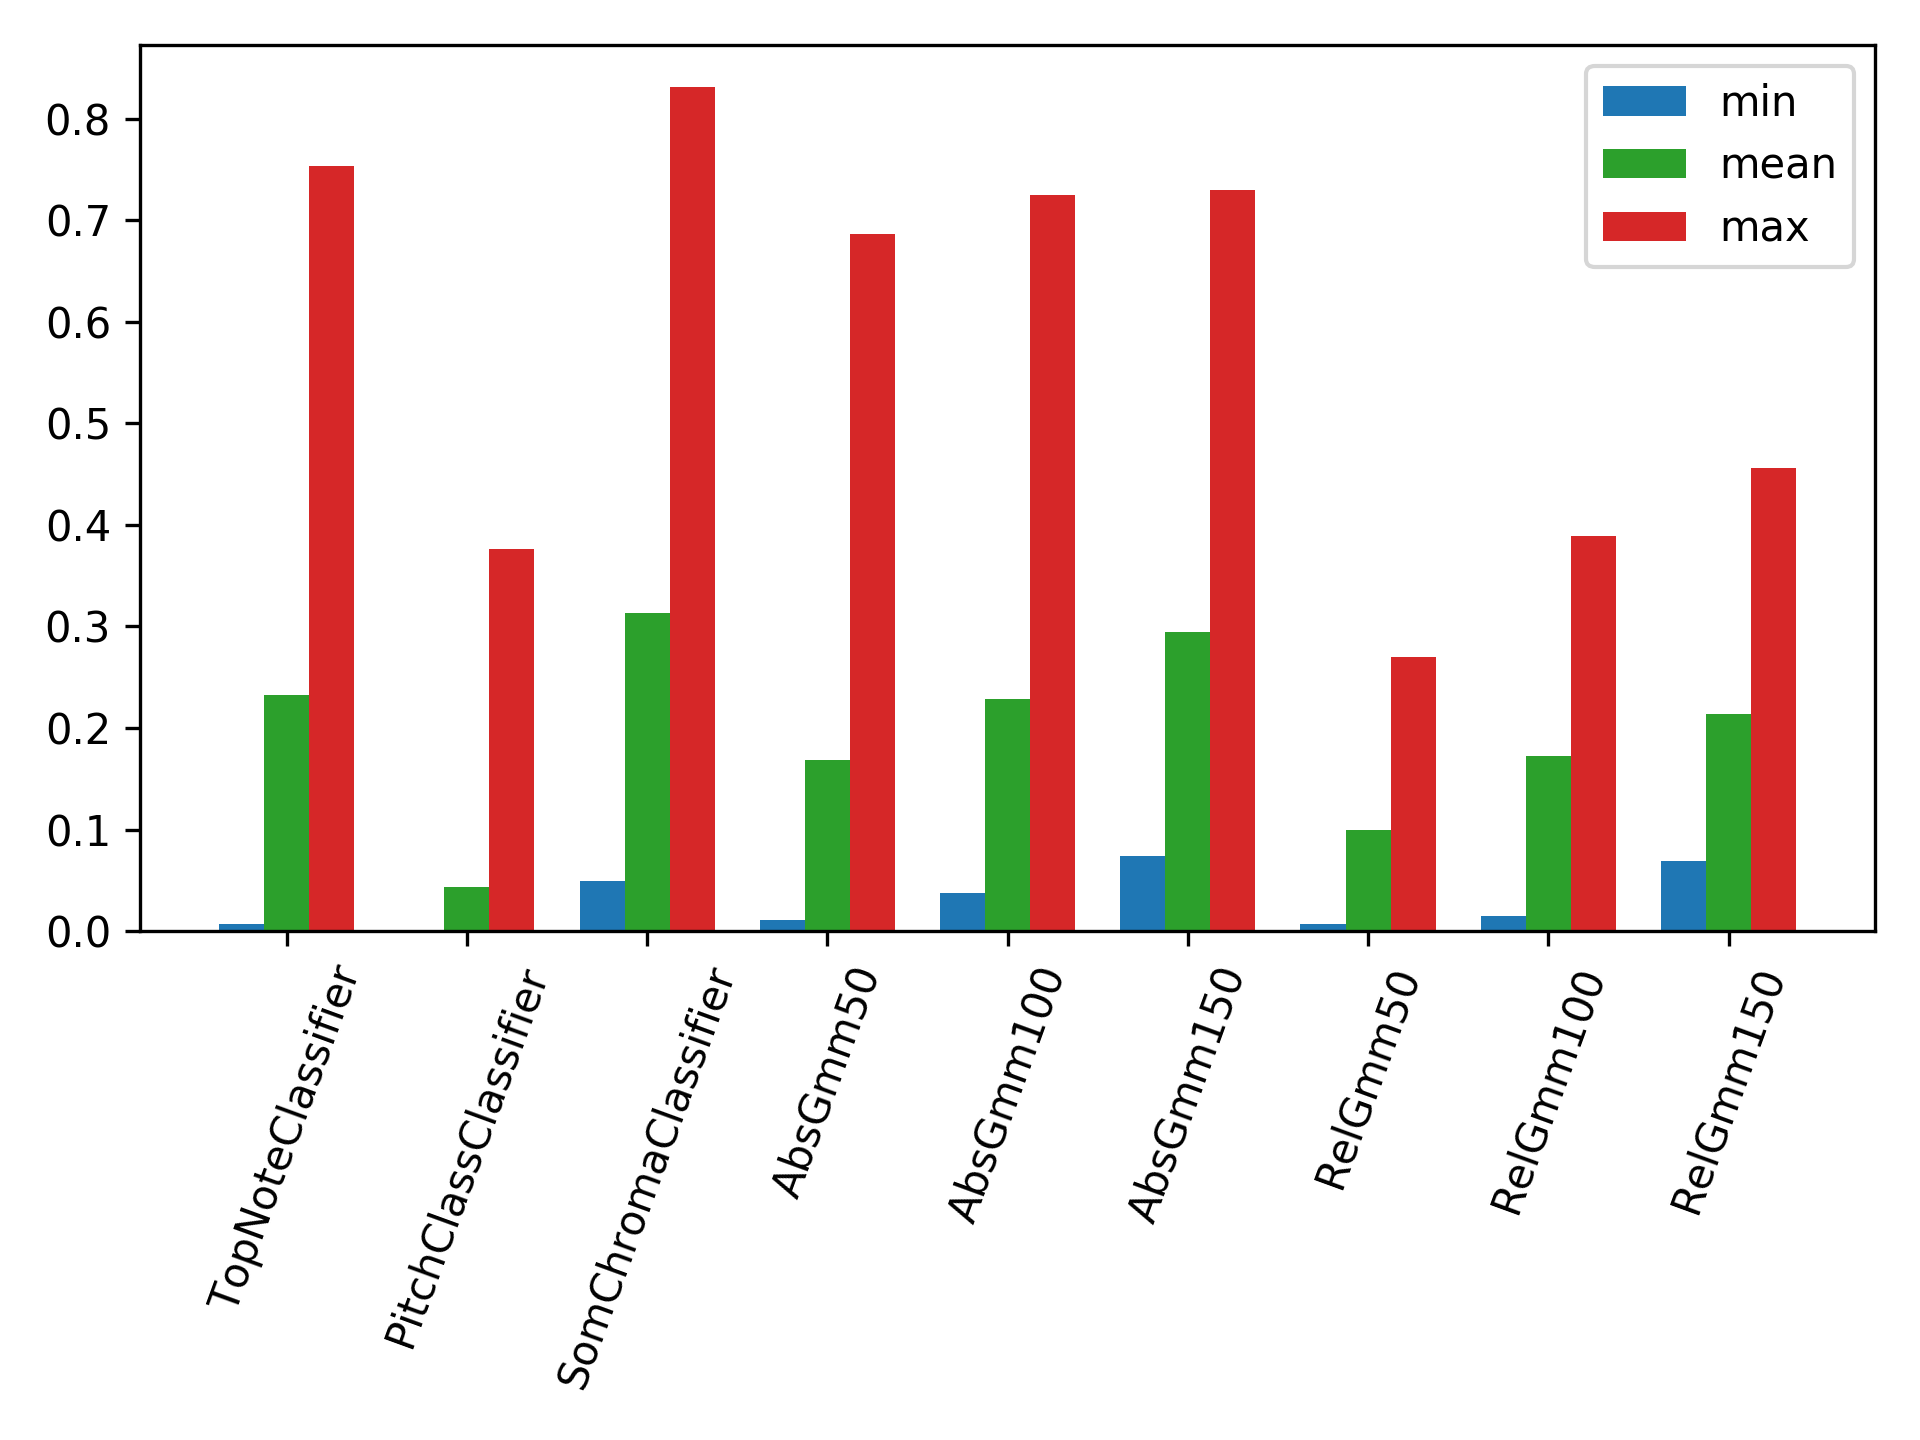 min
mean
max
0.8
0.7
0.6
0.5
0.4
0.3
0.2
0.1
0.0
TopNoteClassifier
PitchClassClassifier
SomChromaClassifier
AbsGmm50
AbsGmm100
AbsGmm150
RelGmm50
RelGmm100
RelGmm150